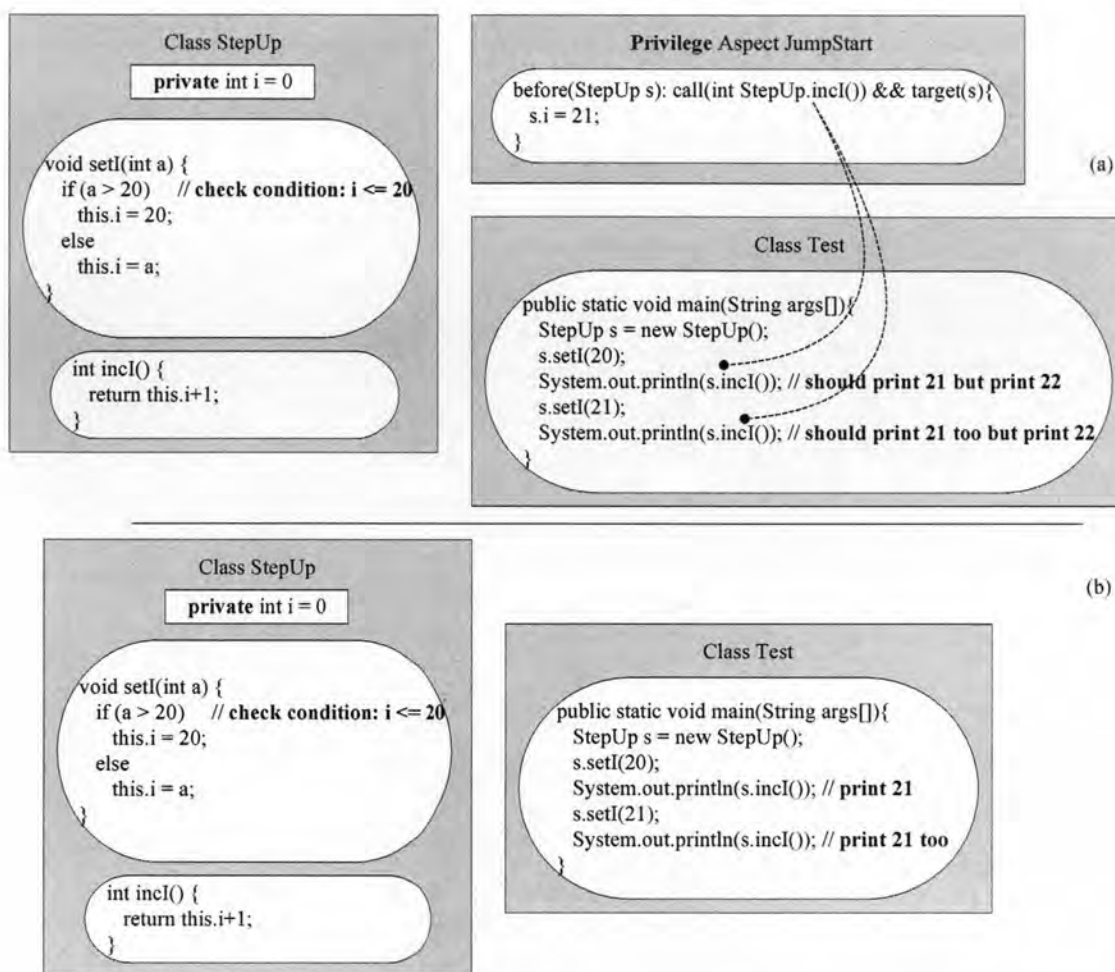 Class StepUp
private int i = 0
void setI(int a) {
if (a > 20) // check condition: i <= 20
this.i = 20;
else
this.i = a;
}
int incI() {
return this.i+1;
}
Privilege Aspect JumpStart
before(StepUp s): call(int StepUp.incI()) && target(s){
s.i = 21;
}
(a)
Class Test
public static void main(String args[]){
StepUp s = new StepUp();
s.setI(20);
System.out.println(s.incI()); // should print 21 but print 22
s.setI(21);
System.out.println(s.incI()); // should print 21 too but print 22
}
Class StepUp
private int i = 0
void setI(int a) {
if (a > 20) // check condition: i <= 20
this.i = 20;
else
this.i = a;
}
int incI() {
return this.i+1;
}
(b)
Class Test
public static void main(String args[]){
StepUp s = new StepUp();
s.setI(20);
System.out.println(s.incI()); // print 21
s.setI(21);
System.out.println(s.incI()); // print 21 too
}